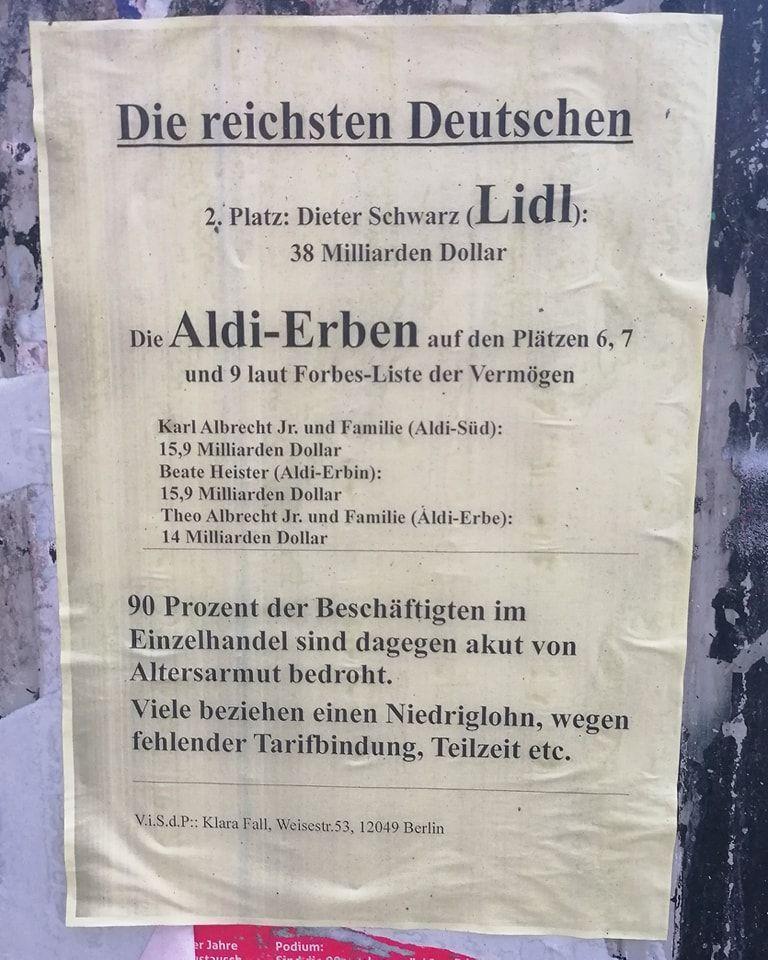 Die reichsten Deutschen
2. Platz: Dieter Schwarz (Lidl):
38 Milliarden Dollar
Die Aldi-Erben auf den Plätzen 6, 7
und 9 laut Forbes-Liste der Vermögen
Karl Albrecht Jr. und Familie (Aldi-Süd):
15,9 Milliarden Dollar
Beate Heister (Aldi-Erbin):
15,9 Milliarden Dollar
Theo Albrecht Jr. und Familie (Aldi-Erbe):
14 Milliarden Dollar
90 Prozent der Beschäftigten im
Einzelhandel sind dagegen akut von
Altersarmut bedroht.
Viele beziehen einen Niedriglohn, wegen
fehlender Tarifbindung, Teilzeit etc.
V.i.S.d.P:: Klara Fall, Weisestr.53, 12049 Berlin
er Jahre Podium: